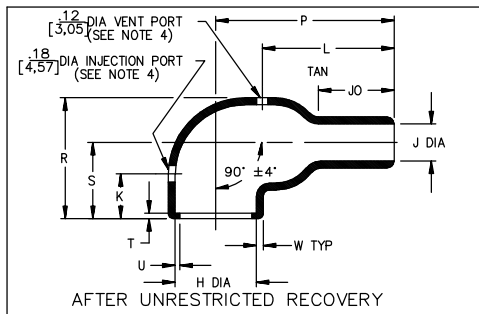 .12
[3,05] DIA VENT PORT
(SEE NOTE 4)
.18
[4,57] DIA INJECTION PORT
(SEE NOTE 4)
P
L
TAN
JO
J DIA
R
S
K
90° ±4°
T
U
W TYP
H DIA
AFTER UNRESTRICTED RECOVERY